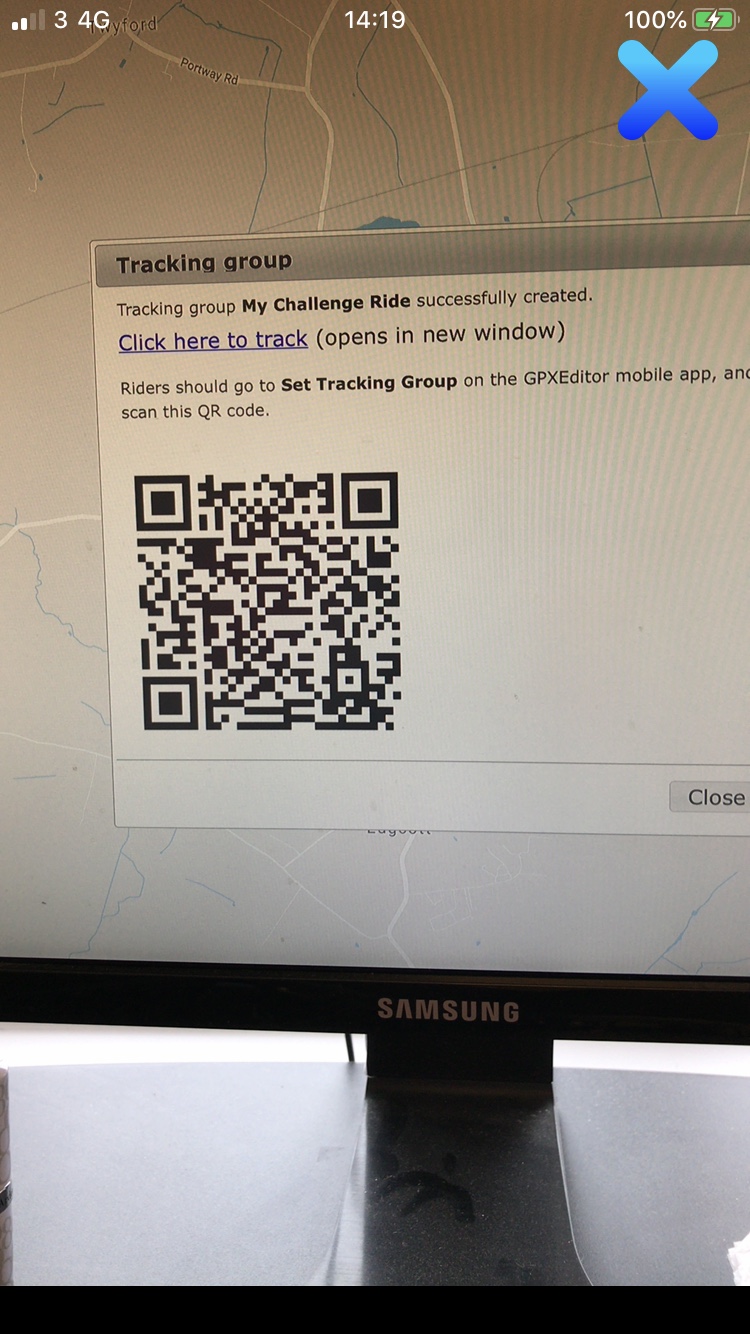 3 4G 14:19 100%
Portway Rd
Tracking group
Tracking group My Challenge Ride successfully created.
Click here to track (opens in new window)
Riders should go to Set Tracking Group on the GPXEditor mobile app, and
scan this QR code.
Close
SAMSUNG